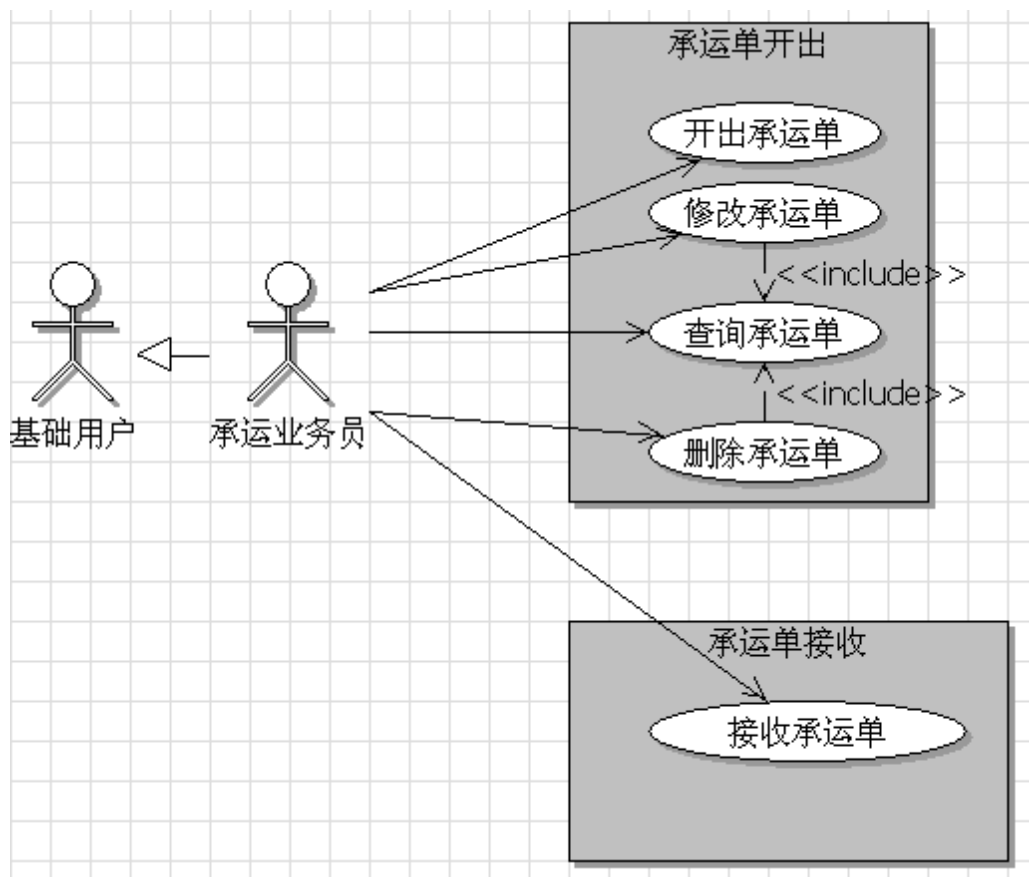 承运单开出
开出承运单
修改承运单
<<include>>
查询承运单
<<include>>
删除承运单
基础用户
承运业务员
承运单接收
接收承运单